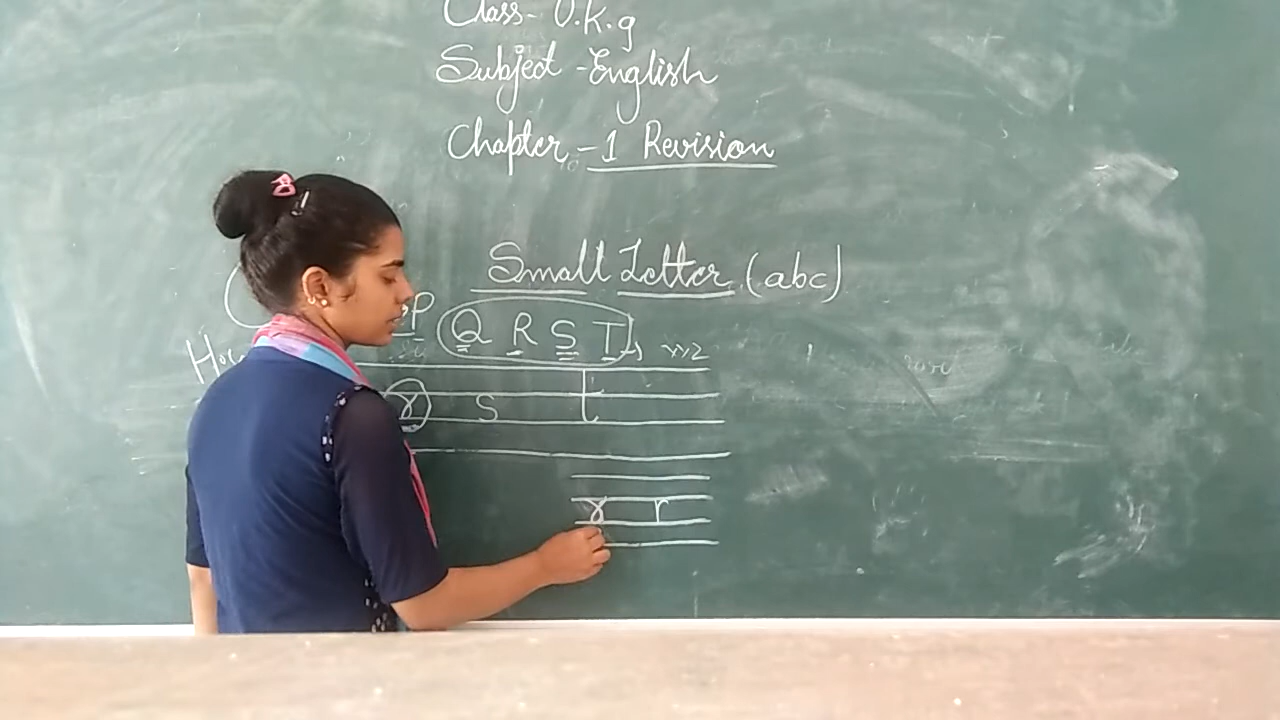 Class- U.K.g
Subject -English
Chapter -1 Revision
Small Letter (abc)
P Q R S T
r s t
r r